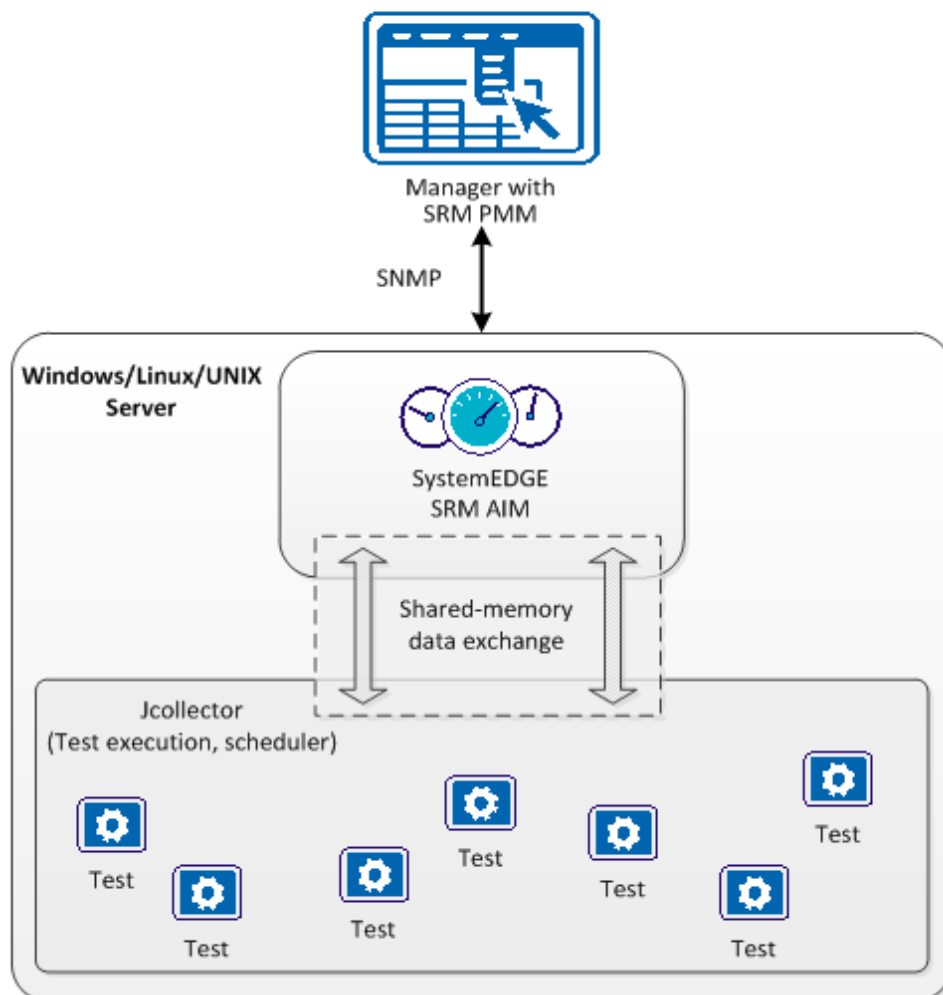 Manager with
SRM PMM
SNMP
Windows/Linux/UNIX
Server
SystemEDGE
SRM AIM
Shared-memory
data exchange
Jcollector
(Test execution, scheduler)
Test
Test
Test
Test
Test
Test
Test